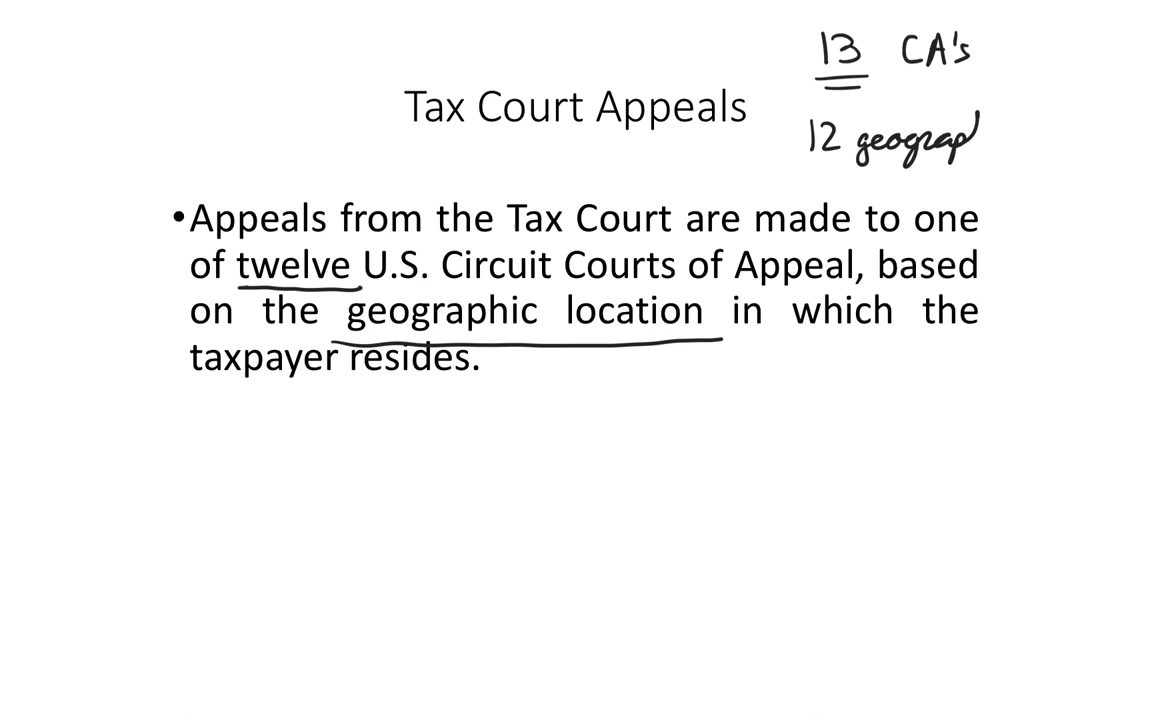 13 CA's
Tax Court Appeals
12 geograp
•Appeals from the Tax Court are made to one
of twelve U.S. Circuit Courts of Appeal, based
on the geographic location in which the
taxpayer resides.